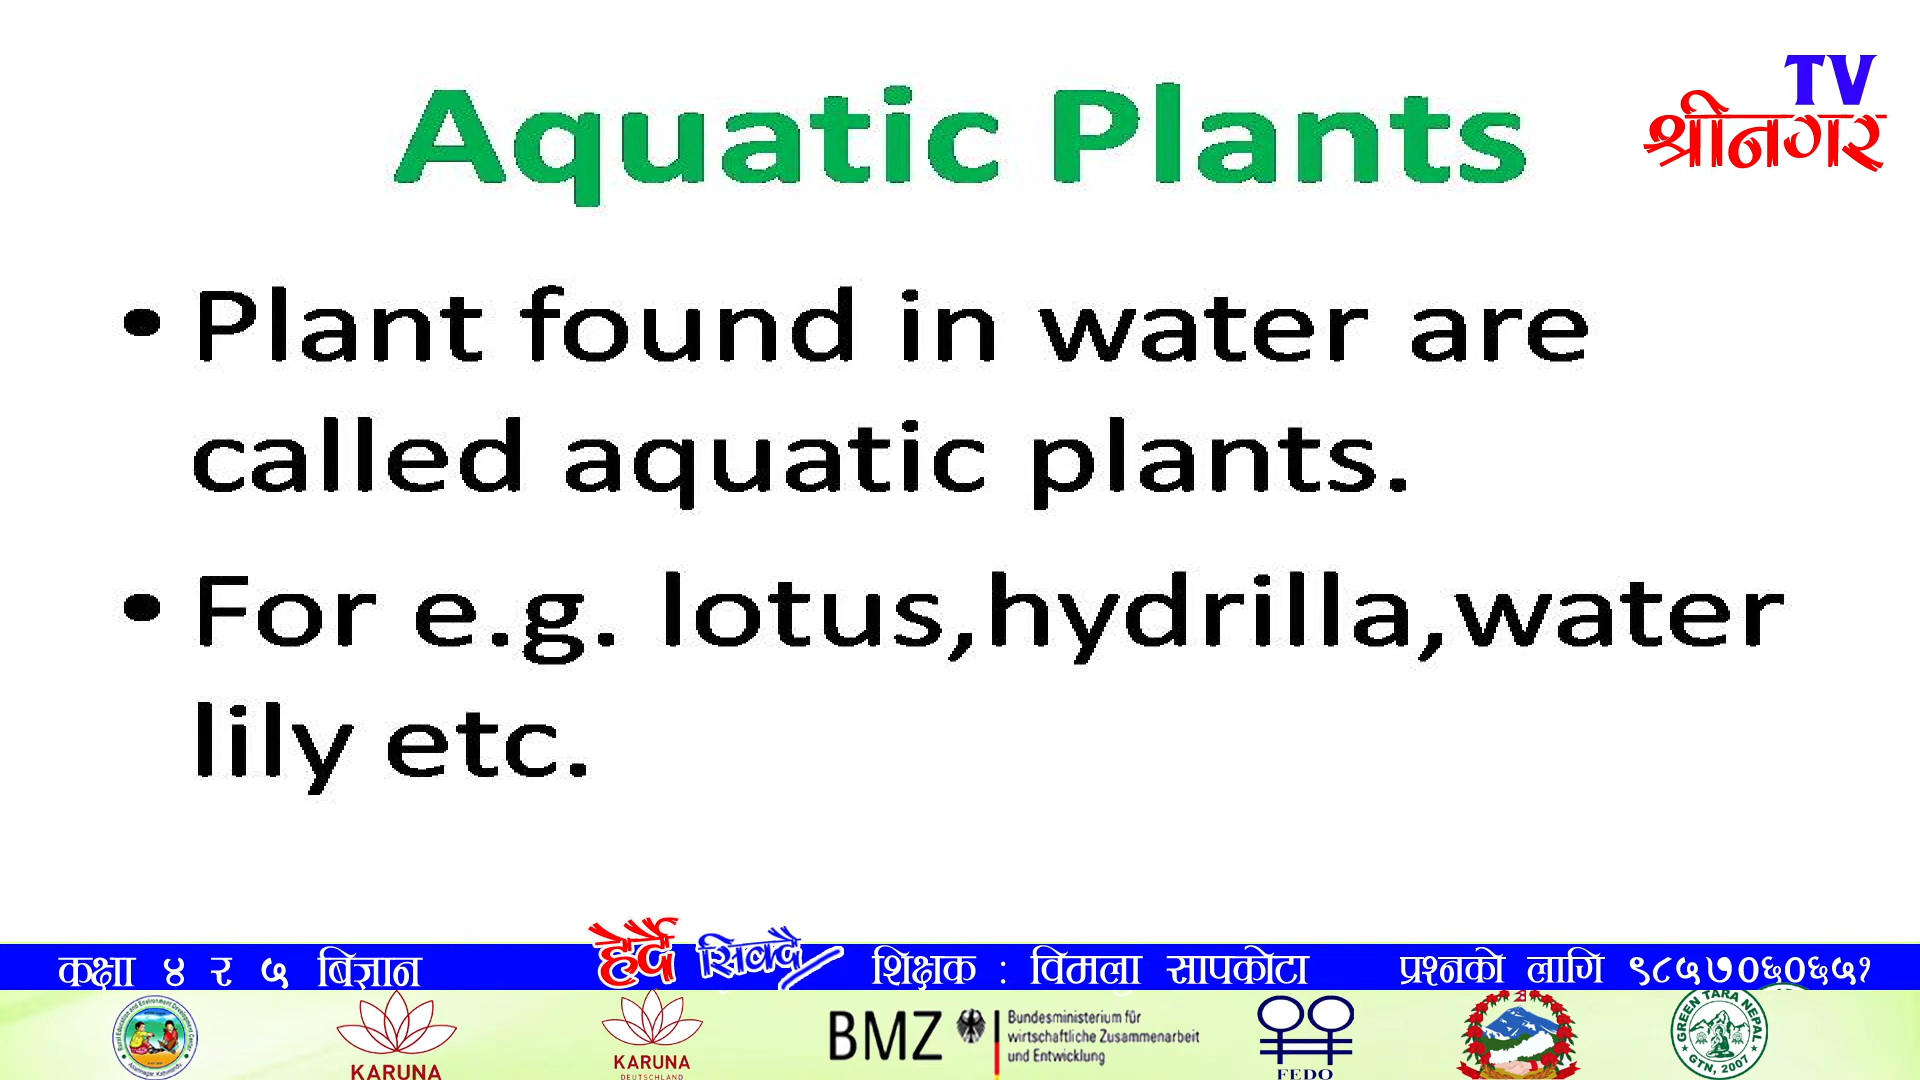 TV
श्रीनगर
Aquatic Plants
• Plant found in water are
called aquatic plants.
• For e.g. lotus,hydrilla,water
lily etc.
कक्षा ४ र ५ बिज्ञान
हेर्दै सिक्दै
शिक्षक : विमला सापकोटा
प्रश्नको लागि ९८५७०६०६५१
KARUNA
KARUNA
DEUTSCHLAND
BMZ
Bundesministerium für
wirtschaftliche Zusammenarbeit
und Entwicklung
FEDO
GREEN TARA NEPAL
GTN, 2007